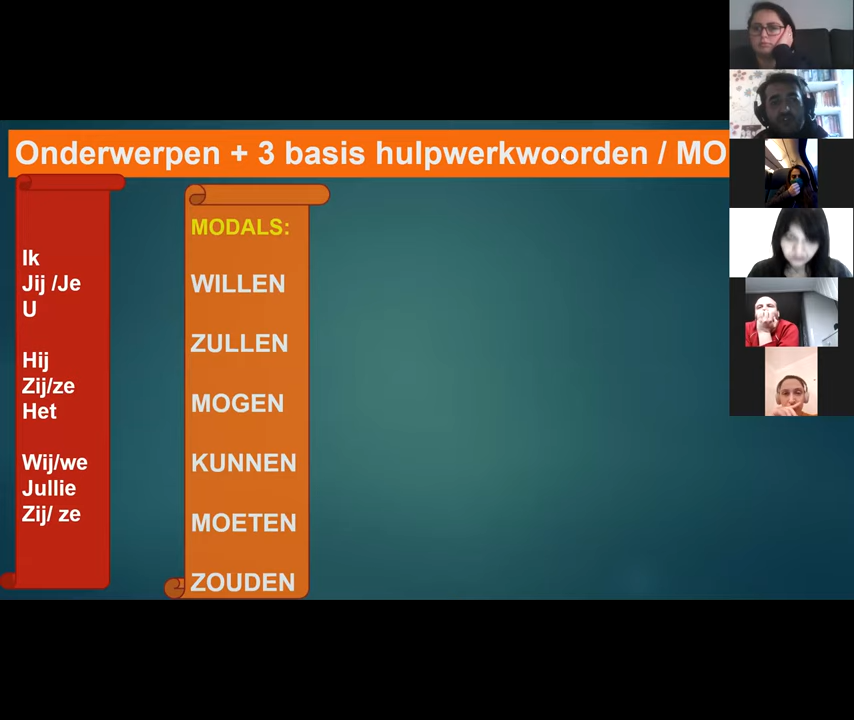 Onderwerpen + 3 basis hulpwerkwoorden / MO
Ik
Jij /Je
U
Hij
Zij/ze
Het
Wij/we
Jullie
Zij/ ze
MODALS:
WILLEN
ZULLEN
MOGEN
KUNNEN
MOETEN
ZOUDEN